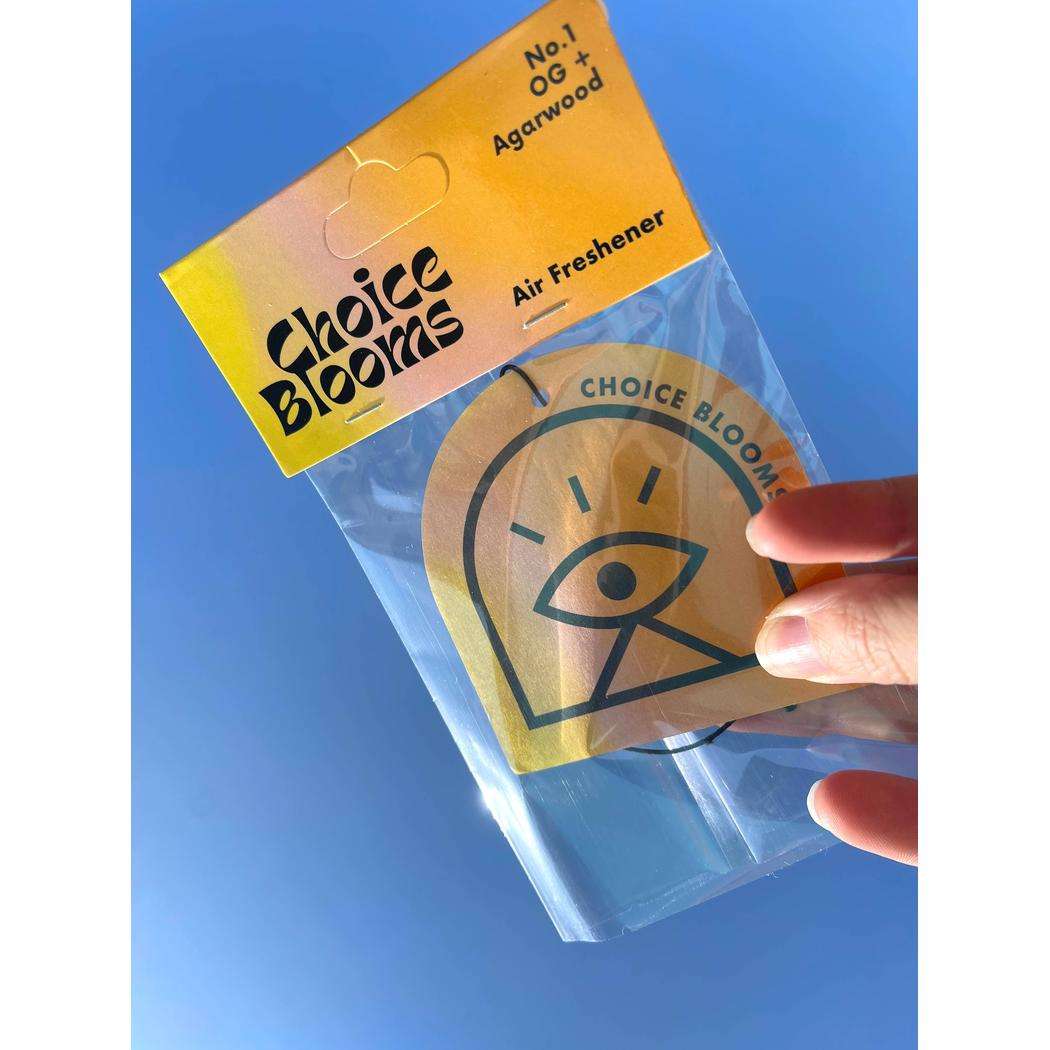 No.1
OG +
Agarwood
Choice
Blooms
Air Freshener
CHOICE BLOOMS